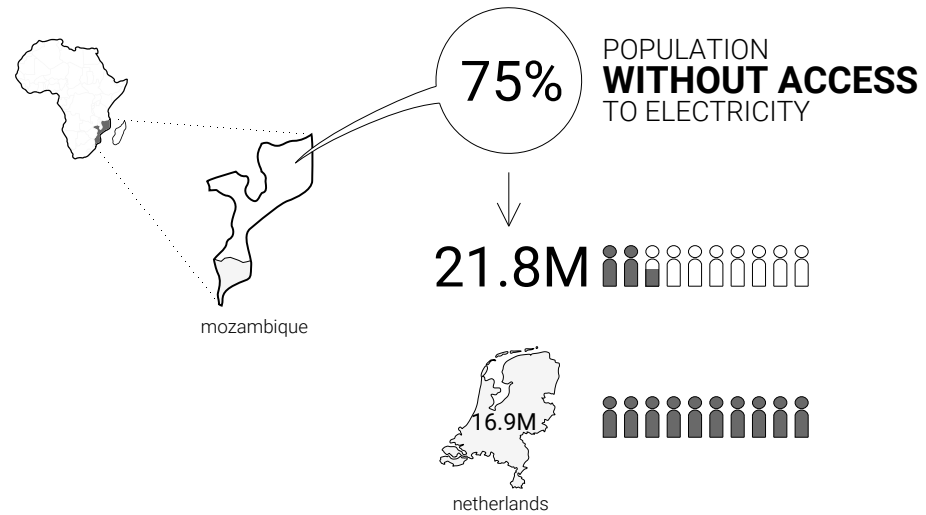 75%
POPULATION
WITHOUT ACCESS
TO ELECTRICITY
21.8M
mozambique
16.9M
netherlands